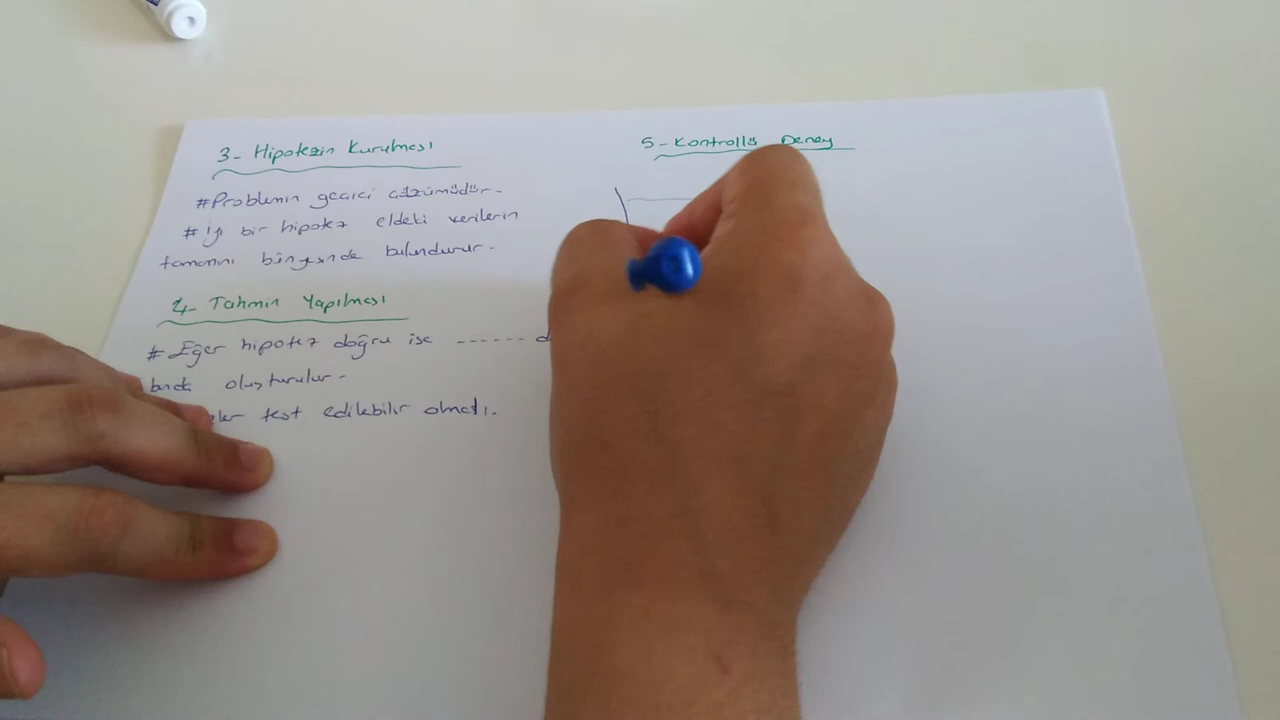 3- Hipotezin Kurulması
#Problemin geçici çözümüdür.
# İyi bir hipotez eldeki verilerin
tamamını bünyesinde bulundurur.
4- Tahmin Yapılması
# Eğer hipotez doğru ise ------
oluşturulur.
test edilebilir olmalı.
5- Kontrollü Deney